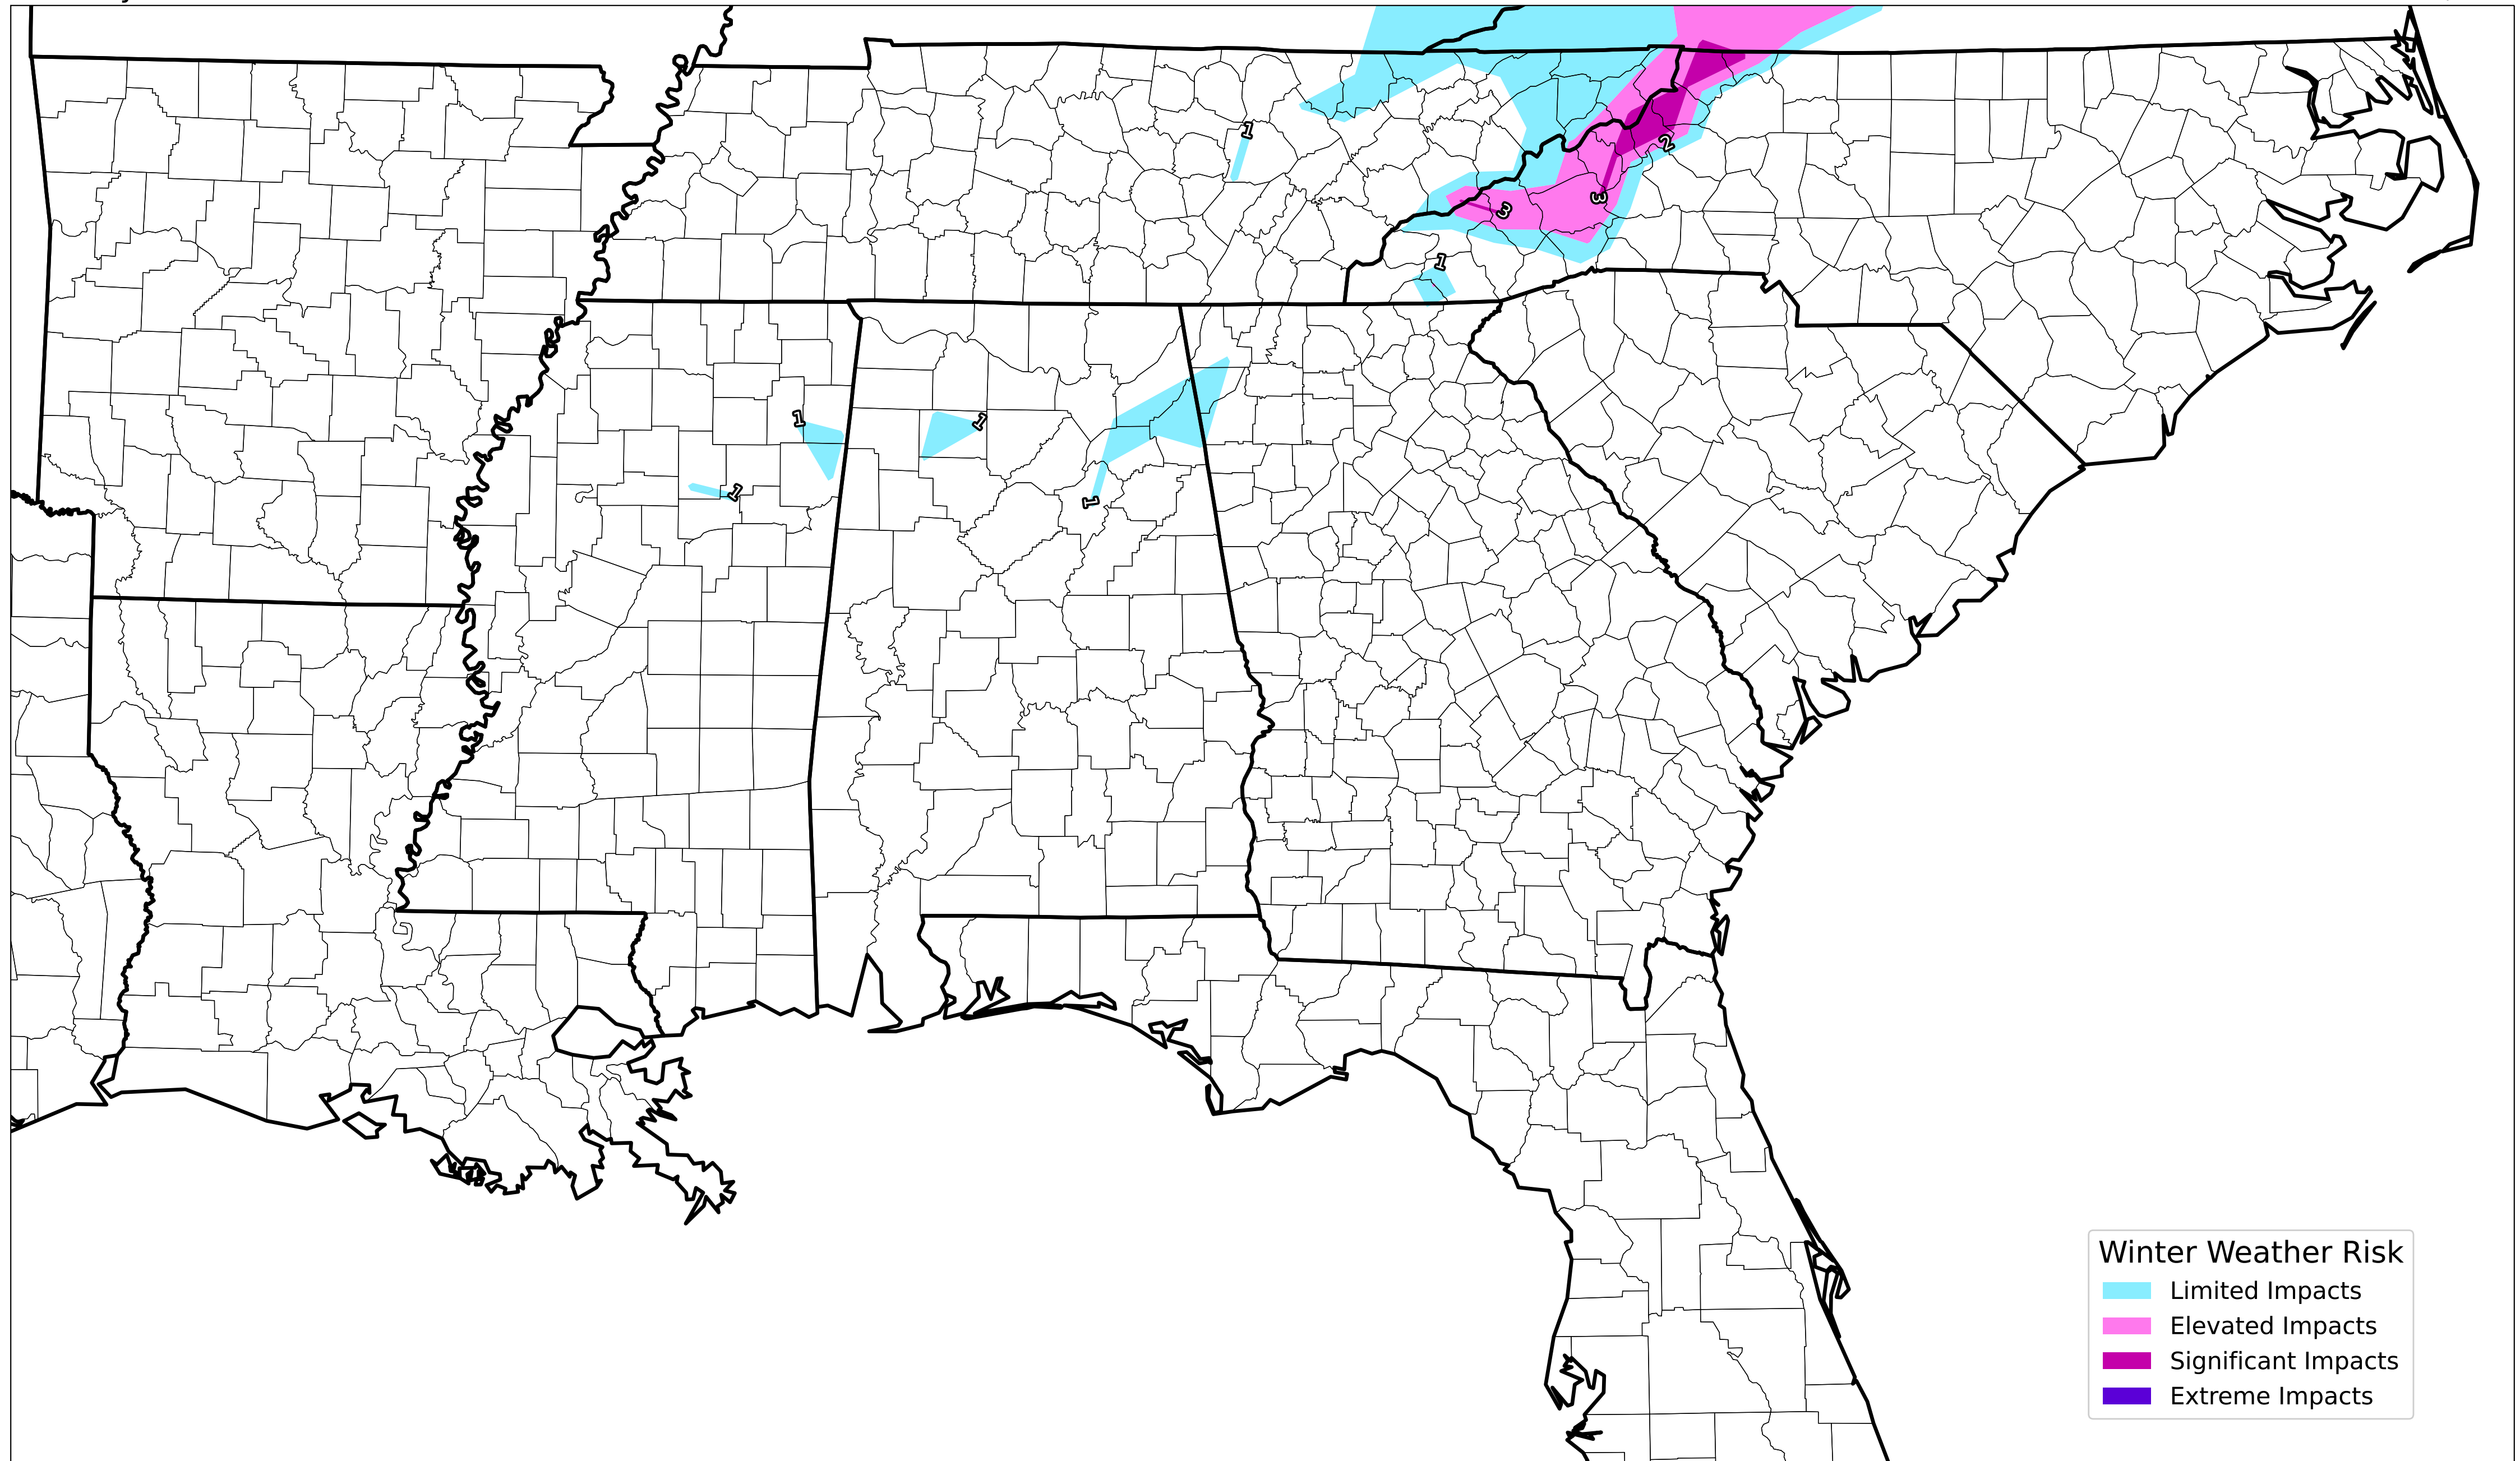 1
2
3
3
1
1
1
1
1
Winter Weather Risk
Limited Impacts
Elevated Impacts
Significant Impacts
Extreme Impacts